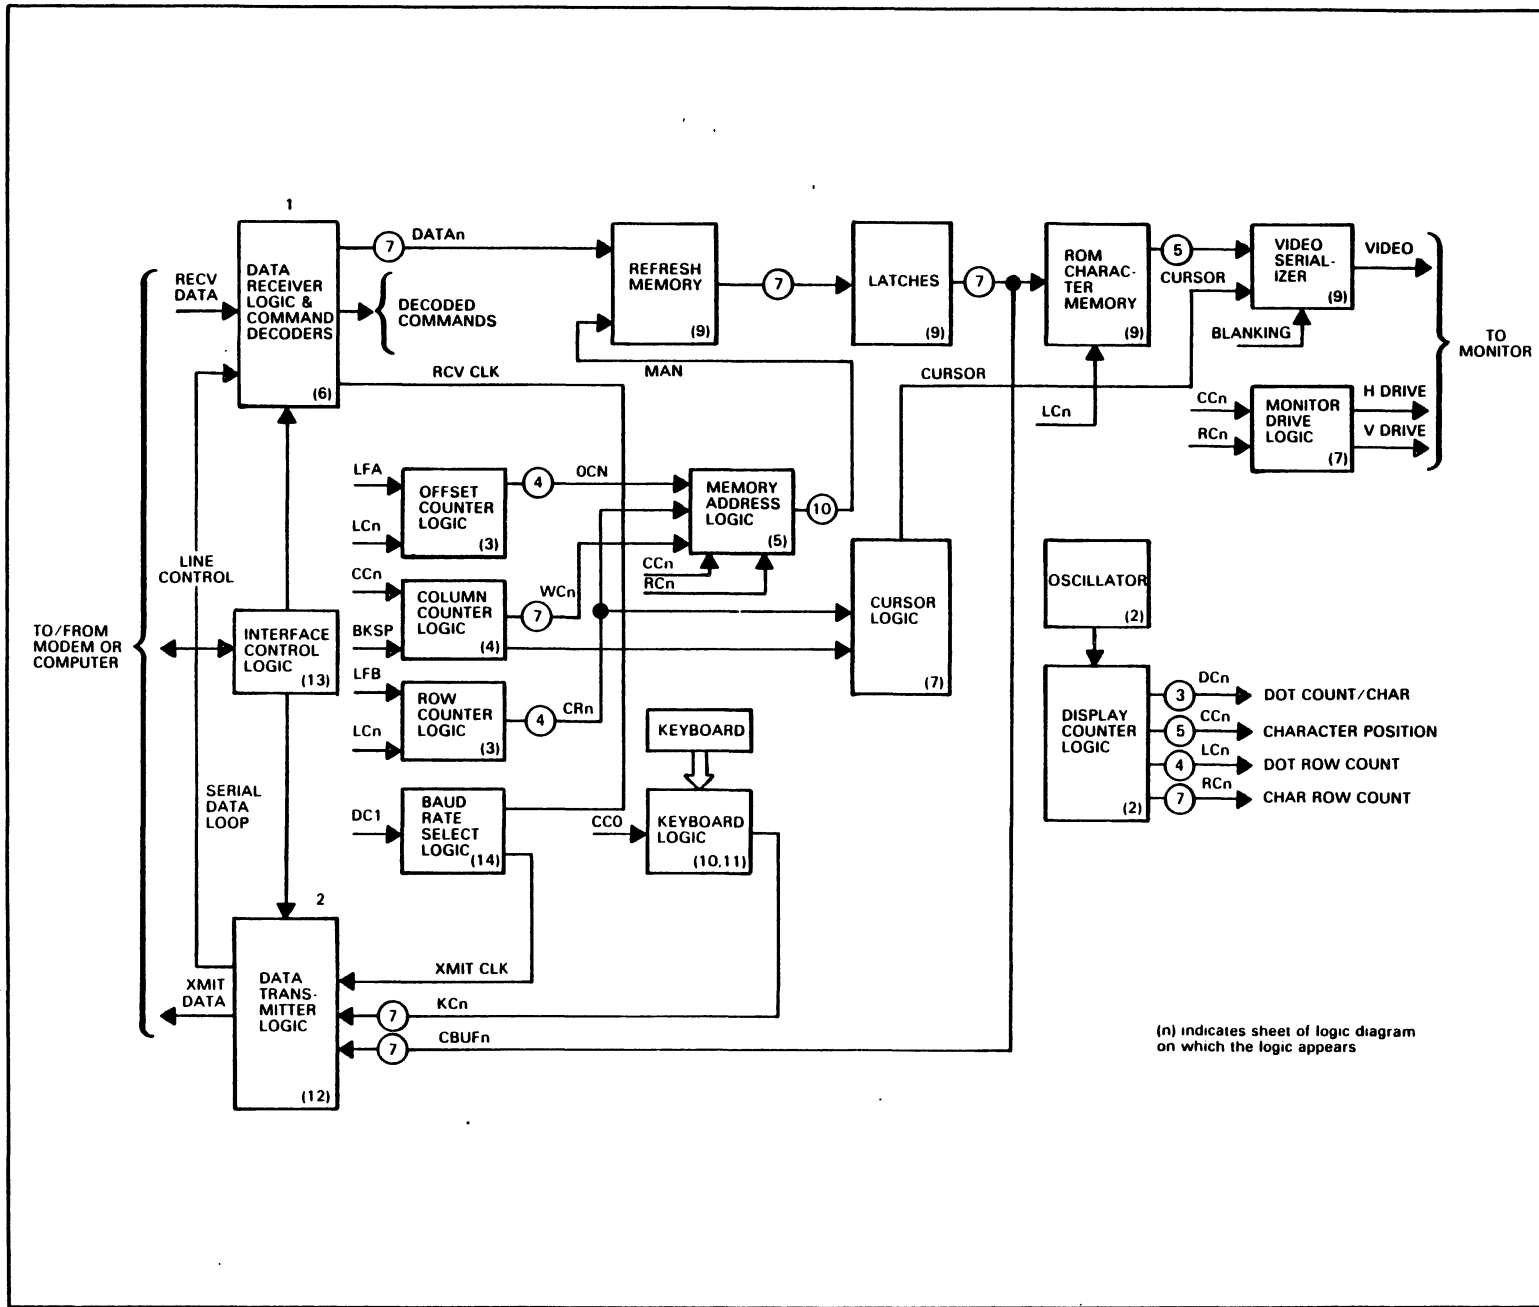 1
DATA
RECEIVER
LOGIC &
COMMAND
DECODERS
(6)
RECV
DATA
7
DATAn
DECODED
COMMANDS
RCV CLK
REFRESH
MEMORY
(9)
7
LATCHES
(9)
7
ROM
CHARAC-
TER
MEMORY
(9)
5
CURSOR
VIDEO
SERIAL-
IZER
(9)
VIDEO
BLANKING
TO
MONITOR
MAN
CURSOR
LCn
CCn
RCn
MONITOR
DRIVE
LOGIC
(7)
H DRIVE
V DRIVE
LFA
LCn
OFFSET
COUNTER
LOGIC
(3)
4
OCN
MEMORY
ADDRESS
LOGIC
(5)
10
CCn
RCn
LINE
CONTROL
CCn
BKSP
COLUMN
COUNTER
LOGIC
(4)
7
WCn
CURSOR
LOGIC
(7)
OSCILLATOR
(2)
TO/FROM
MODEM OR
COMPUTER
INTERFACE
CONTROL
LOGIC
(13)
LFB
LCn
ROW
COUNTER
LOGIC
(3)
4
CRn
KEYBOARD
DISPLAY
COUNTER
LOGIC
(2)
3
DCn
DOT COUNT/CHAR
5
CCn
CHARACTER POSITION
4
LCn
DOT ROW COUNT
7
RCn
CHAR ROW COUNT
SERIAL
DATA
LOOP
DC1
BAUD
RATE
SELECT
LOGIC
(14)
CC0
KEYBOARD
LOGIC
(10,11)
2
DATA
TRANS-
MITTER
LOGIC
(12)
XMIT
DATA
XMIT CLK
7
KCn
7
CBUFn
(n) indicates sheet of logic diagram
on which the logic appears